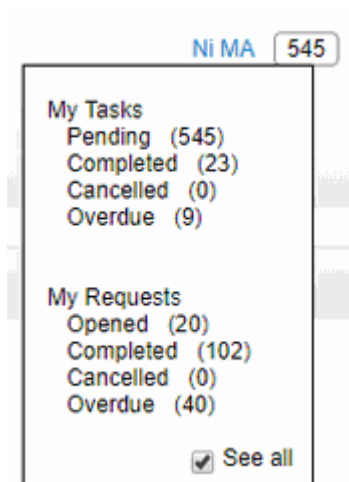 Ni MA 545
My Tasks
Pending (545)
Completed (23)
Cancelled (0)
Overdue (9)
My Requests
Opened (20)
Completed (102)
Cancelled (0)
Overdue (40)
See all